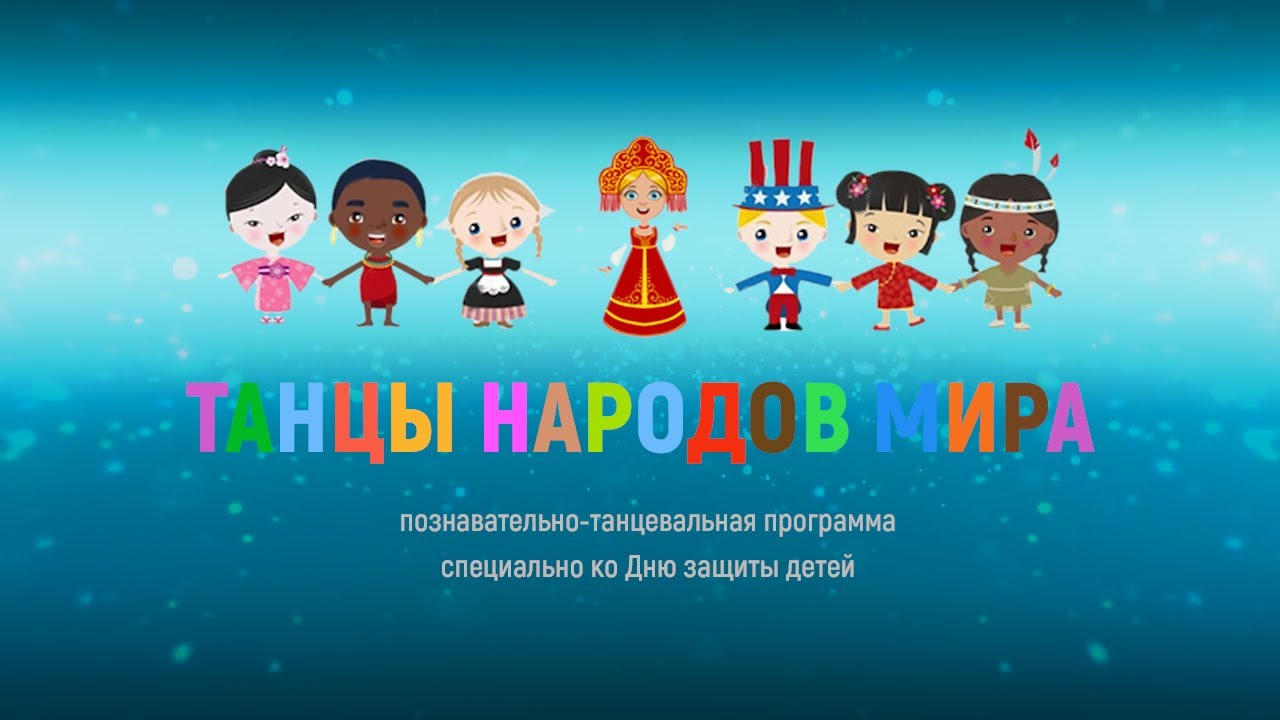 ТАНЦЫ НАРОДОВ МИРА
познавательно-танцевальная программа
специально ко Дню защиты детей